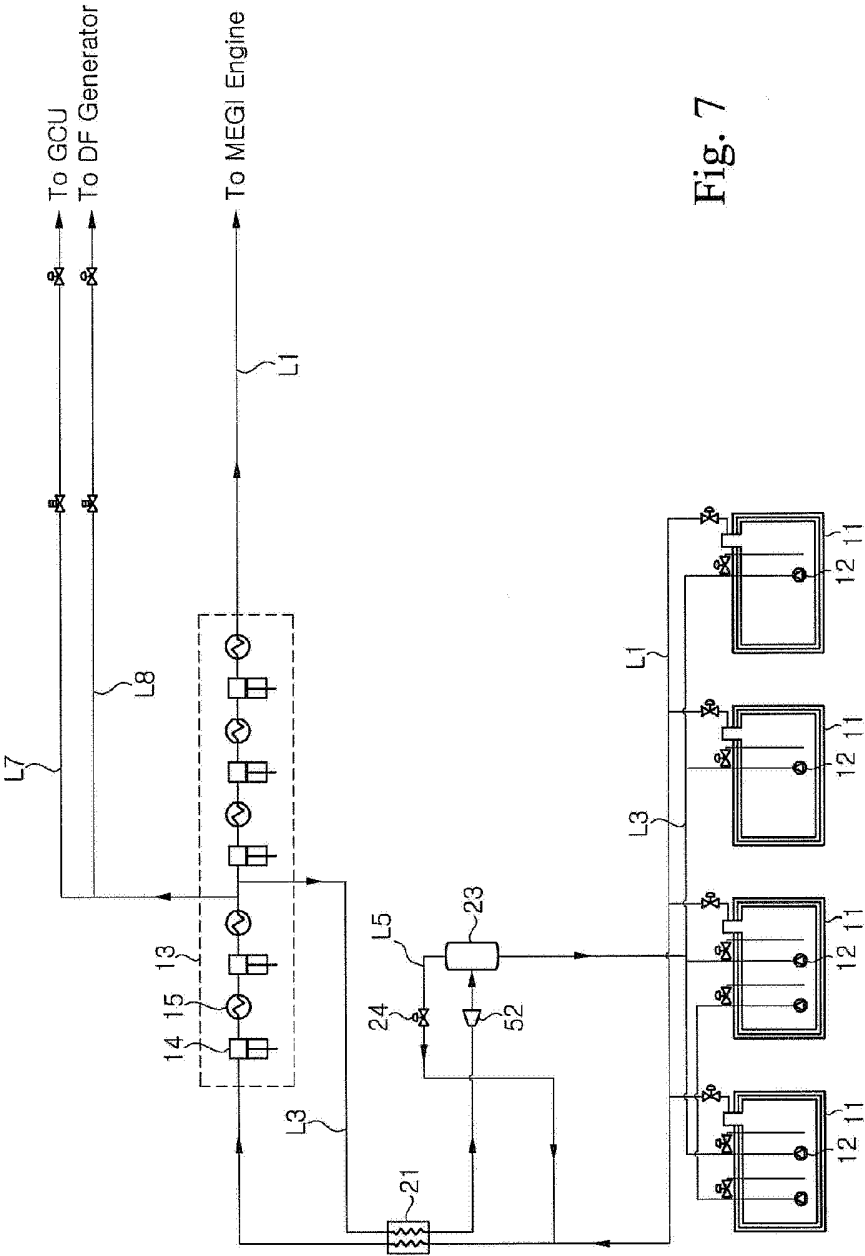 To GCU
To DF Generator
To MEGI Engine
L7
L8
L1
13
15
14
L3
21
L5
24
23
52
L1
L3
11
12
11
12
11
12
11
12
Fig. 7